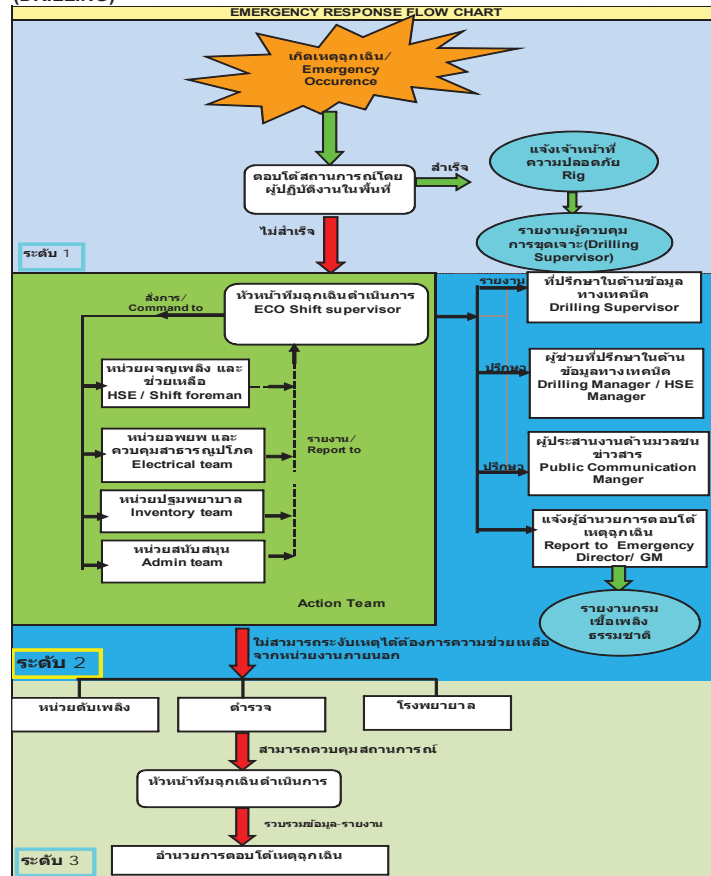 (DRILLING)
EMERGENCY RESPONSE FLOW CHART
เกิดเหตุฉุกเฉิน/
Emergency
Occurence
ตอบโต้สถานการณ์โดย
ผู้ปฏิบัติงานในพื้นที่
สำเร็จ
แจ้งเจ้าหน้าที่
ความปลอดภัย
Rig
รายงานผู้ควบคุม
การขุดเจาะ(Drilling
Supervisor)
ไม่สำเร็จ
ระดับ 1
สั่งการ/
Command to
หัวหน้าทีมฉุกเฉินดำเนินการ
ECO Shift supervisor
หน่วยผจญเพลิง และ
ช่วยเหลือ
HSE / Shift foreman
หน่วยอพยพ และ
ควบคุมสาธารณูปโภค
Electrical team
หน่วยปฐมพยาบาล
Inventory team
หน่วยสนับสนุน
Admin team
รายงาน/
Report to
Action Team
รายงาน
ที่ปรึกษาในด้านข้อมูล
ทางเทคนิค
Drilling Supervisor
ปรึกษา
ผู้ช่วยที่ปรึกษาในด้าน
ข้อมูลทางเทคนิค
Drilling Manager / HSE
Manager
ปรึกษา
ผู้ประสานงานด้านมวลชน
ข่าวสาร
Public Communication
Manger
แจ้งผู้อำนวยการตอบโต้
เหตุฉุกเฉิน
Report to Emergency
Director/ GM
รายงานกรม
เชื้อเพลิง
ธรรมชาติ
ระดับ 2
ไม่สามารถระงับเหตุได้ต้องการความช่วยเหลือ
จากหน่วยงานภายนอก
หน่วยดับเพลิง
ตำรวจ
โรงพยายาล
สามารถควบคุมสถานการณ์
หัวหน้าทีมฉุกเฉินดำเนินการ
รวบรวมข้อมูล-รายงาน
อำนวยการตอบโต้เหตุฉุกเฉิน
ระดับ 3